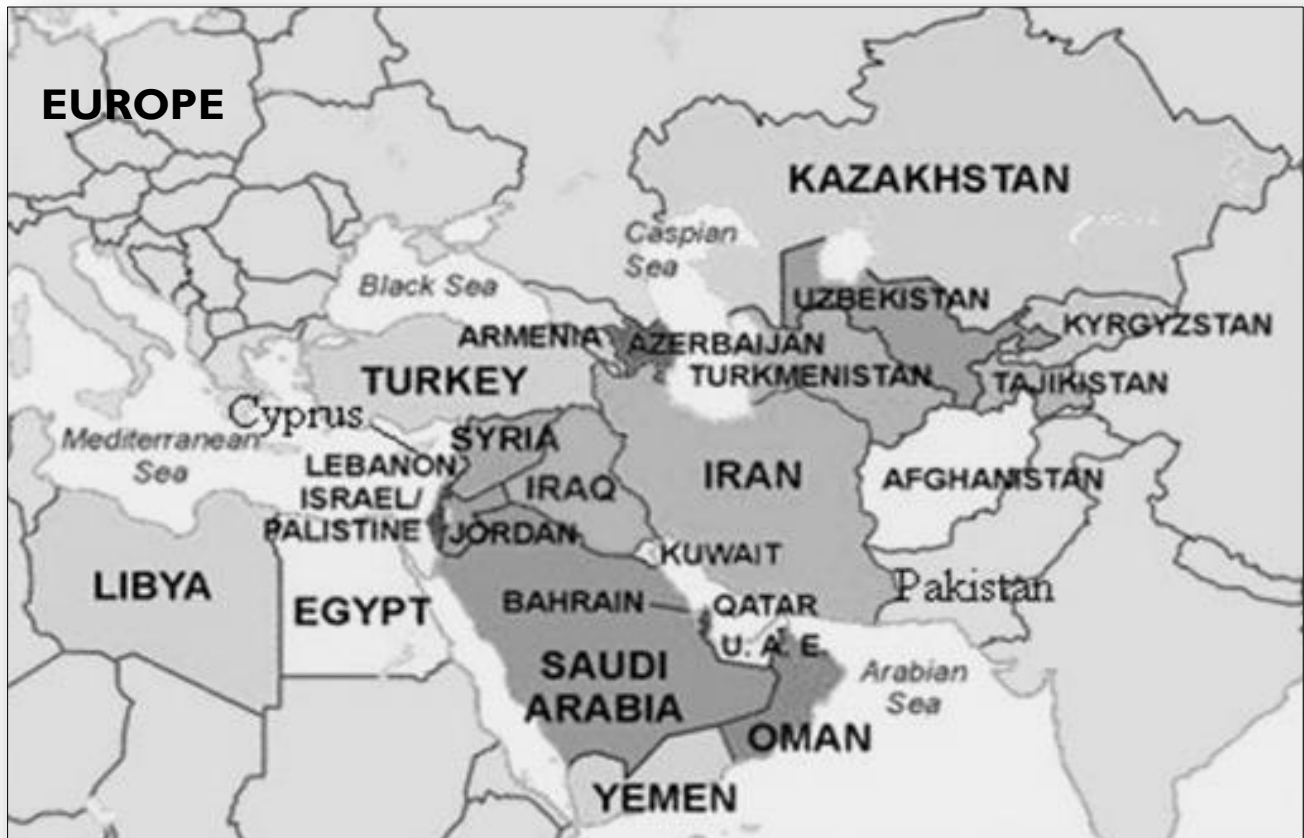 EUROPE
KAZAKHSTAN
Caspian
Sea
Black Sea
UZBEKISTAN
ARMENIA
AZERBAIJAN
KYRGYZSTAN
TURKEY
TURKMENISTAN
TAJIKISTAN
Cyprus
Mediterranean
Sea
SYRIA
LEBANON
IRAQ
IRAN
AFGHANISTAN
ISRAEL/
PALISTINE
JORDAN
KUWAIT
LIBYA
EGYPT
BAHRAIN
QATAR
Pakistan
U. A. E.
SAUDI
ARABIA
Arabian
Sea
OMAN
YEMEN